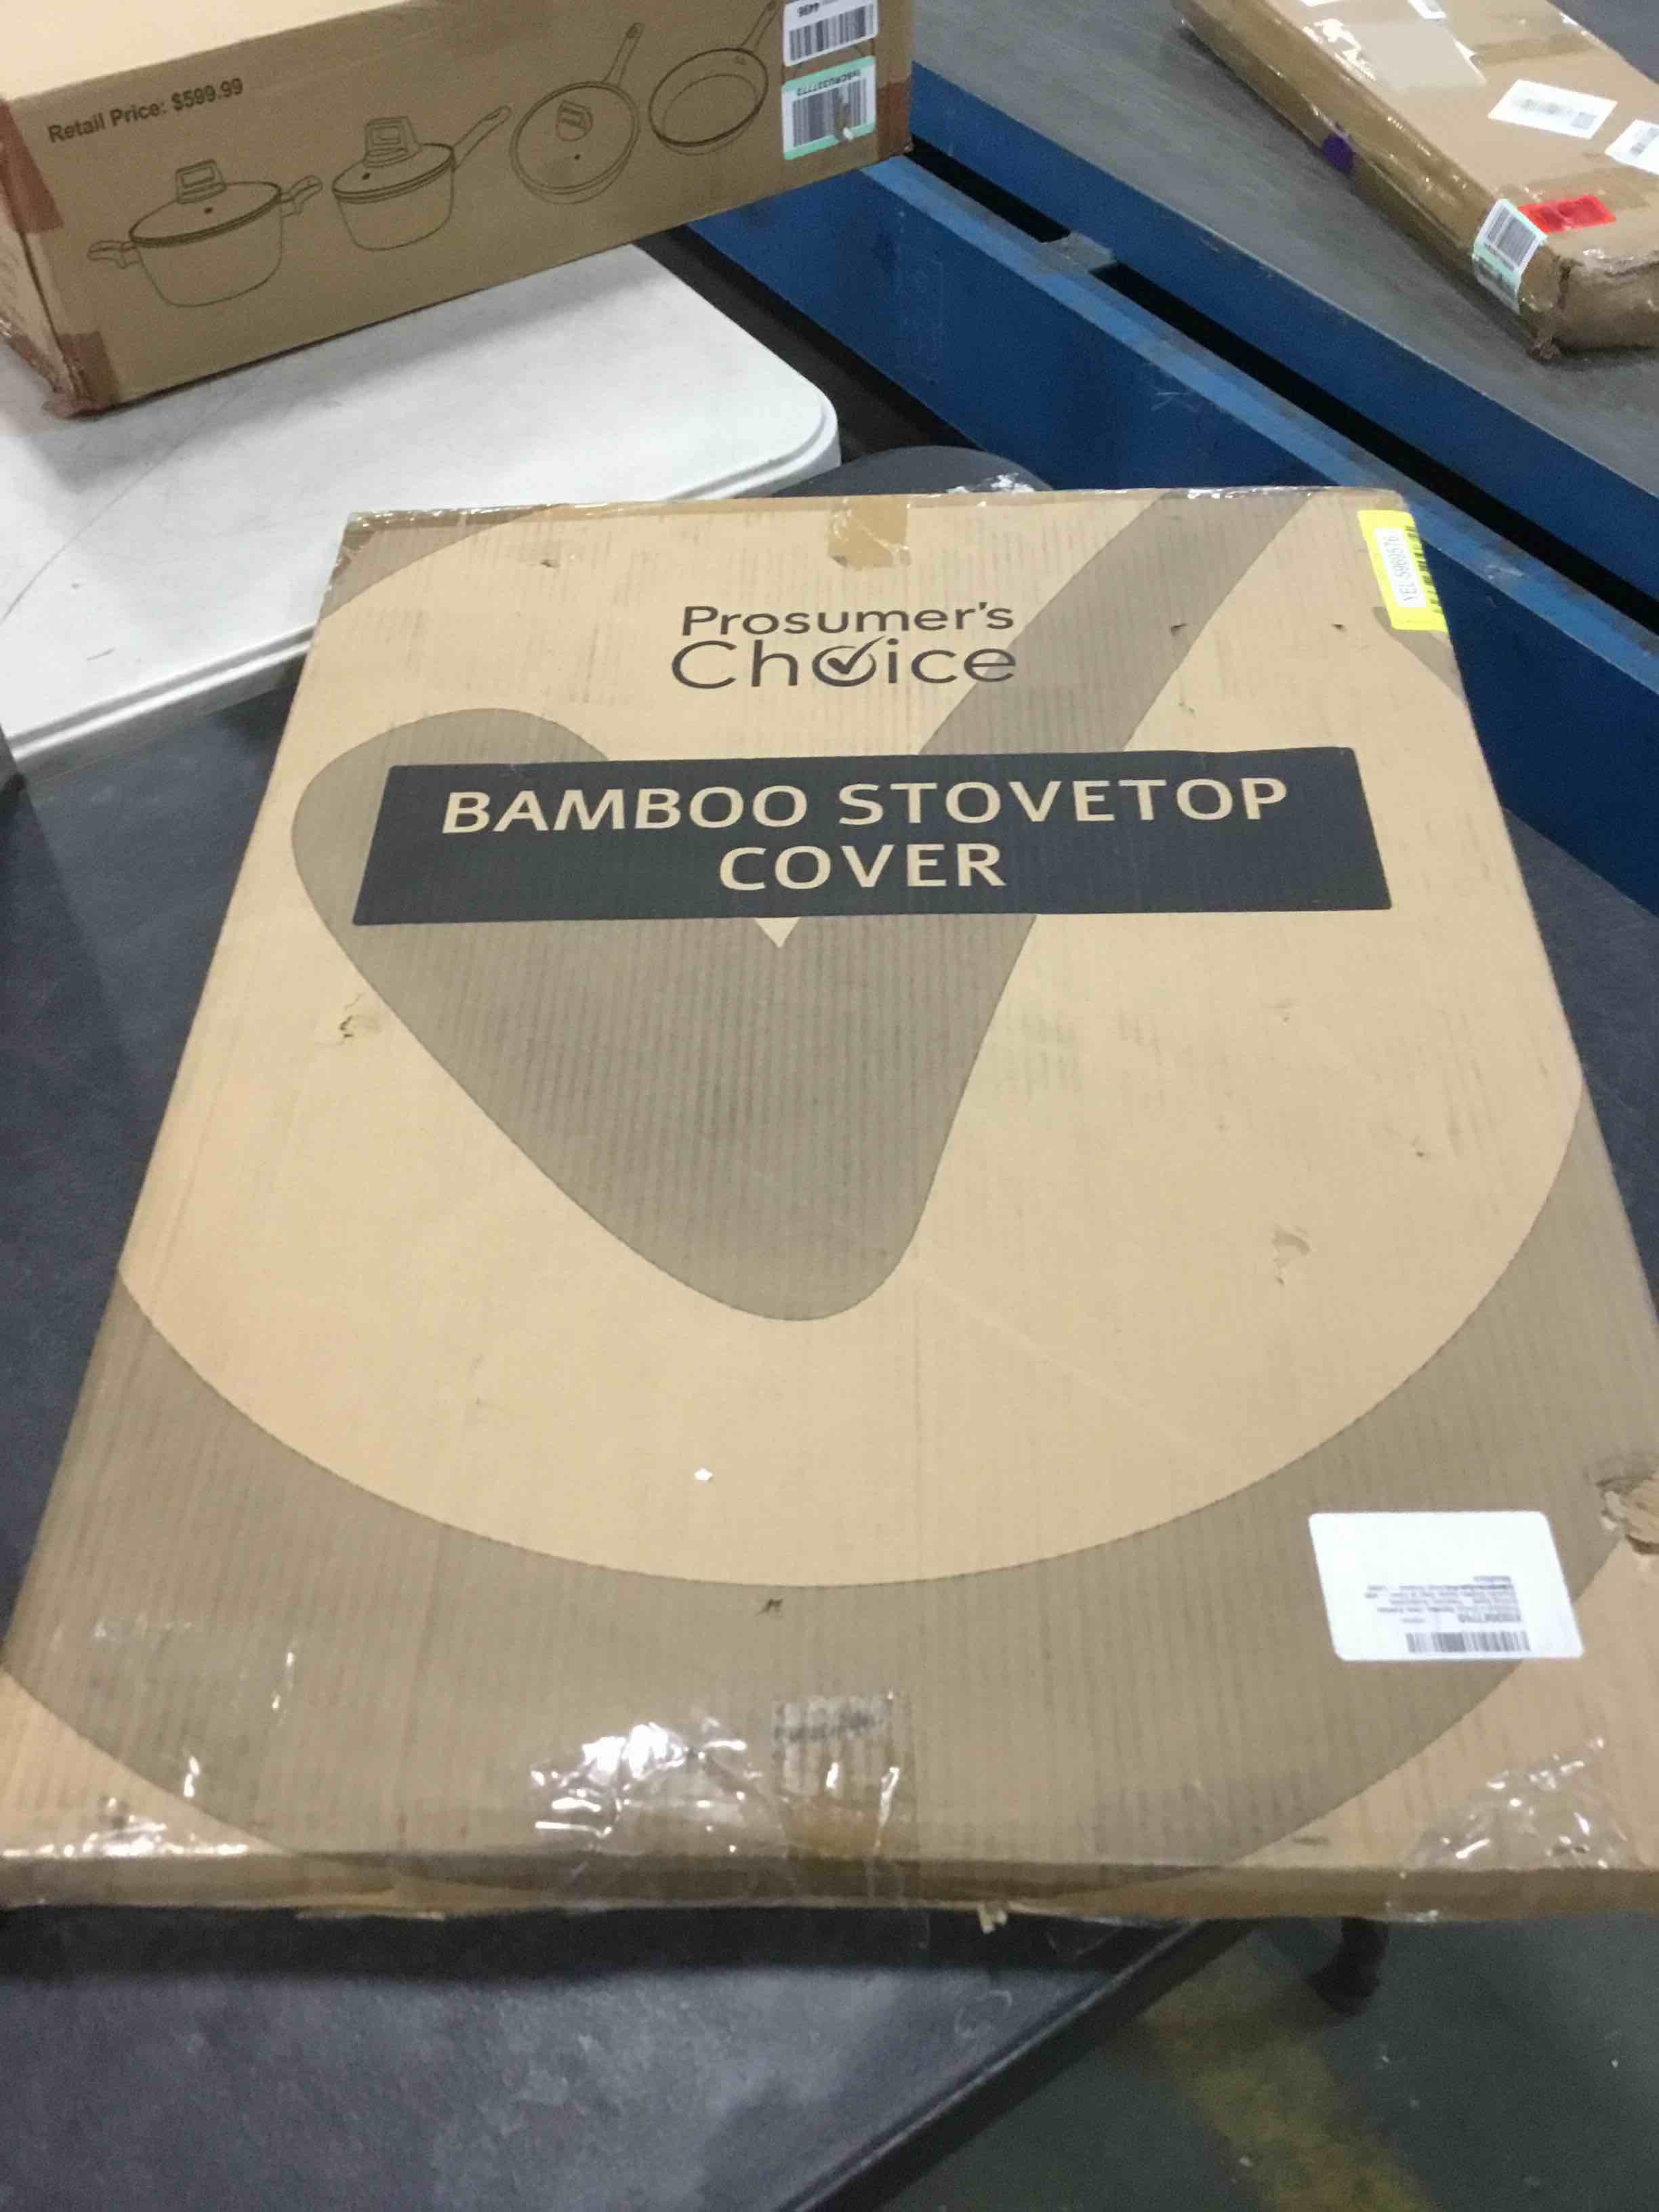 Retail Price: $599.99
Prosumer's
Choice
BAMBOO STOVETOP
COVER